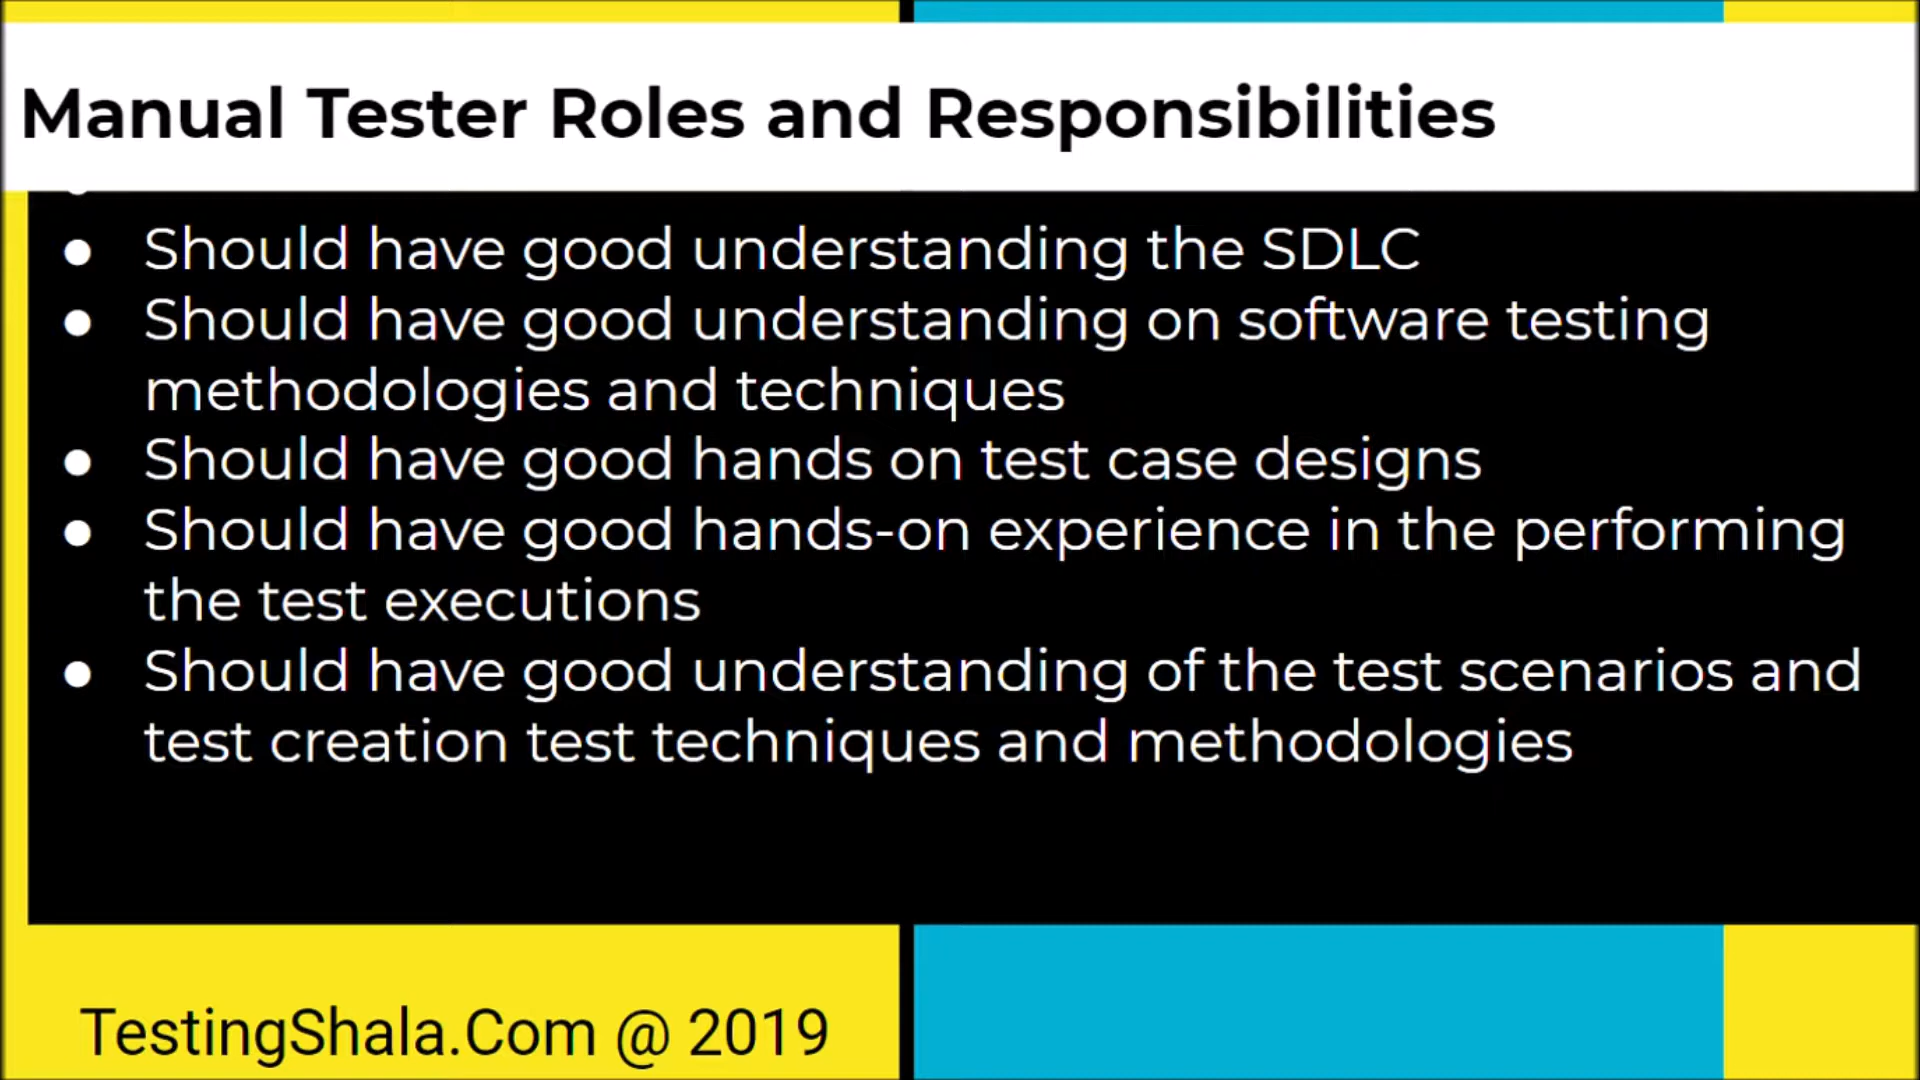 Manual Tester Roles and Responsibilities
● Should have good understanding the SDLC
● Should have good understanding on software testing
methodologies and techniques
● Should have good hands on test case designs
● Should have good hands-on experience in the performing
the test executions
● Should have good understanding of the test scenarios and
test creation test techniques and methodologies
TestingShala.Com @ 2019